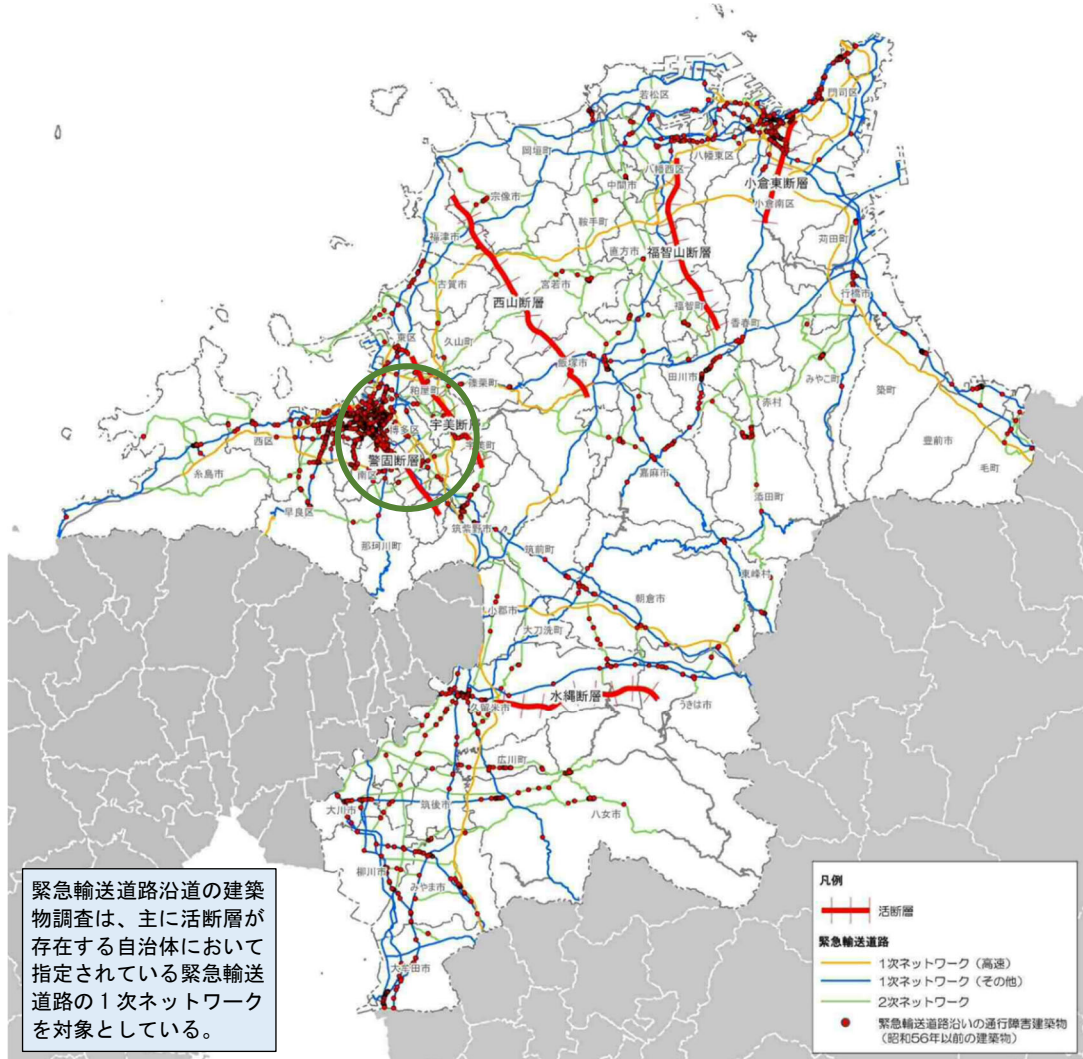 門司区
若松区
岡垣町
八幡東区
八幡西区
小倉東断層
中間市
宗像市
小倉南区
鞍手町
苅田町
福津市
直方市
福智山断層
古賀市
宮若市
行橋市
西山断層
福智町
香春町
東区
久山町
飯塚市
篠栗町
田川市
みやこ町
粕屋町
築町
赤村
博多区
宇美断層
西区
豊前市
警固断層
南区
嘉麻市
毛町
糸島市
添田町
早良区
筑紫野市
那珂川町
筑前町
東峰村
朝倉市
小郡市
大刀洗町
水縄断層
久留米市
うきは市
広川町
大川市
筑後市
八女市
柳川市
みやま市
大牟田市
緊急輸送道路沿道の建築
物調査は、主に活断層が
存在する自治体において
指定されている緊急輸送
道路の1次ネットワーク
を対象としている。
凡例
活断層
緊急輸送道路
1次ネットワーク（高速）
1次ネットワーク（その他）
2次ネットワーク
緊急輸送道路沿いの通行障害建築物
（昭和56年以前の建築物）